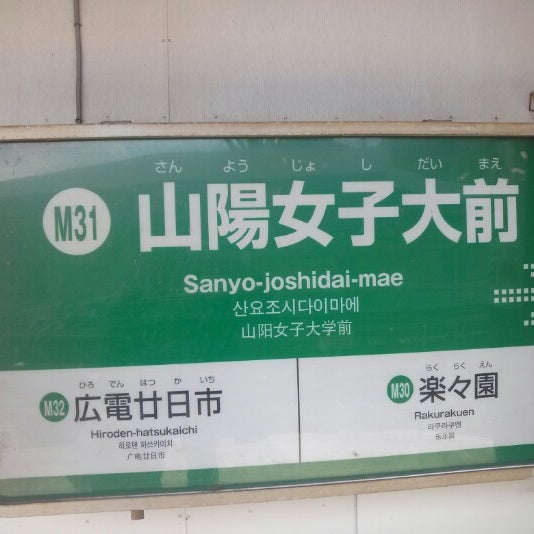 さん よう じょ し だい まえ
M31 山陽女子大前
Sanyo-joshidai-mae
산요조시다이마에
山阳女子大学前
ひろ でん はつ か いち
M32 広電廿日市
Hiroden-hatsukaichi
히로덴 하쓰카이치
广电廿日市
らく らく えん
M30 楽々園
Rakurakuen
라쿠라쿠엔
乐乐园